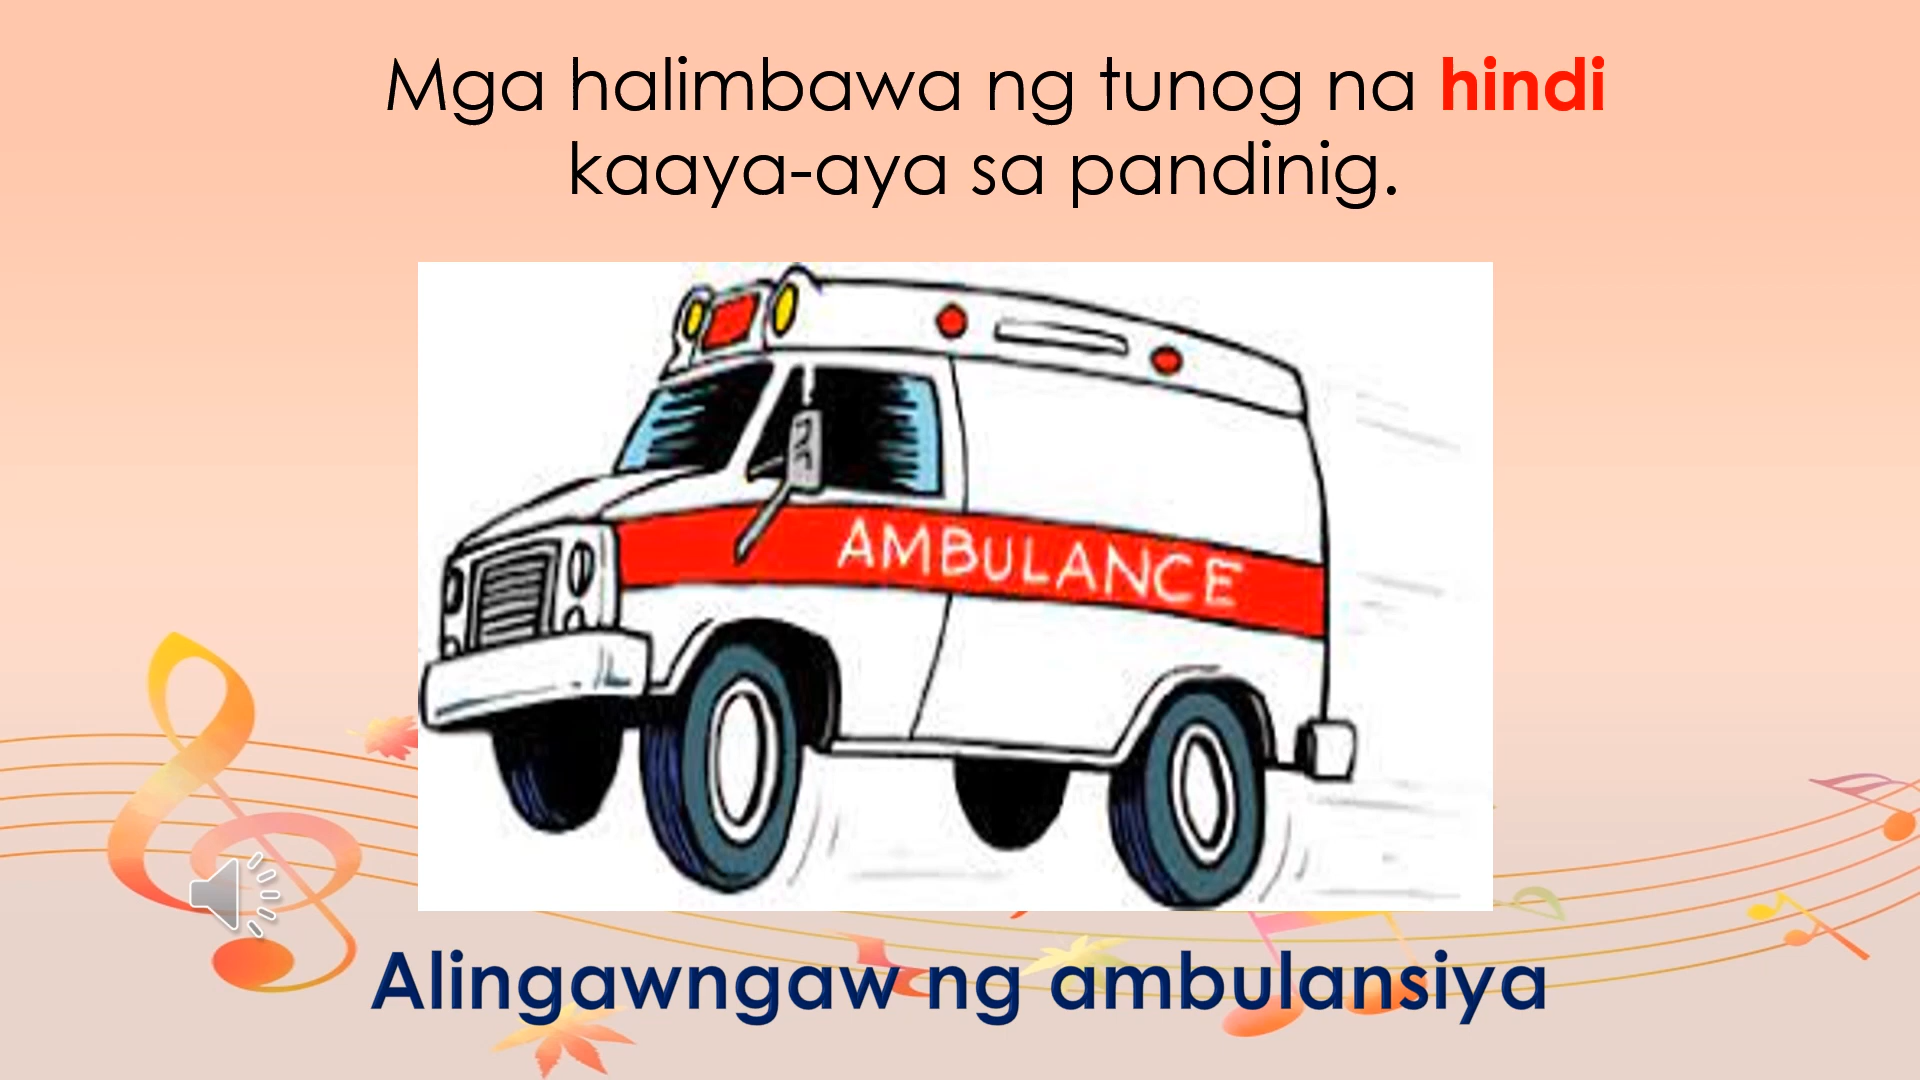 Mga halimbawa ng tunog na hindi
kaaya-aya sa pandinig.
AMBULANCE
Alingawngaw ng ambulansiya